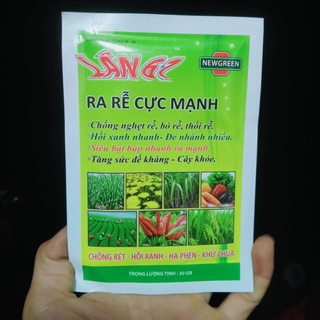 NEWGREEN
RA RỄ CỰC MẠNH
Chống nghẹt rễ, bó rễ, thối rễ.
Hồi xanh nhanh- Đẻ nhánh nhiều.
-Siêu bật búp nhanh và mạnh.
-Tăng sức đề kháng - Cây khỏe.
CHỐNG RÉT - HỒI XANH - HẠ PHÈN - KHỬ CHUA
TRỌNG LƯỢNG TỊNH : 30 GR